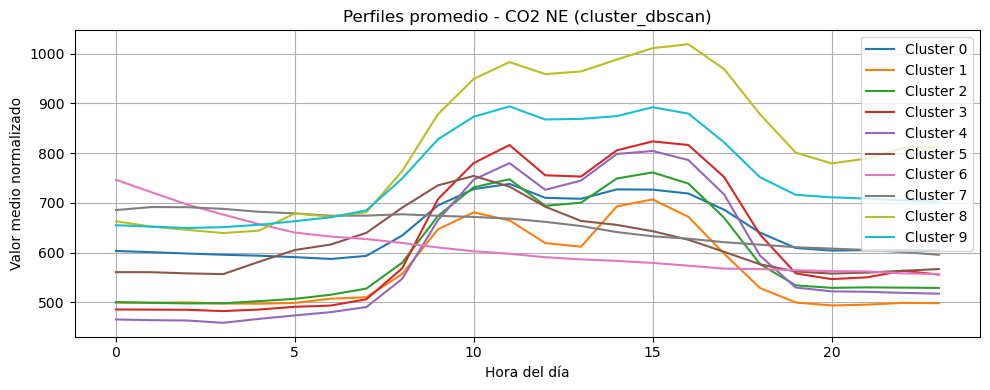 Perfiles promedio - CO2 NE (cluster_dbscan)
Valor medio normalizado
1000
900
800
700
600
500
0
5
10
15
20
Hora del día
Cluster 0
Cluster 1
Cluster 2
Cluster 3
Cluster 4
Cluster 5
Cluster 6
Cluster 7
Cluster 8
Cluster 9